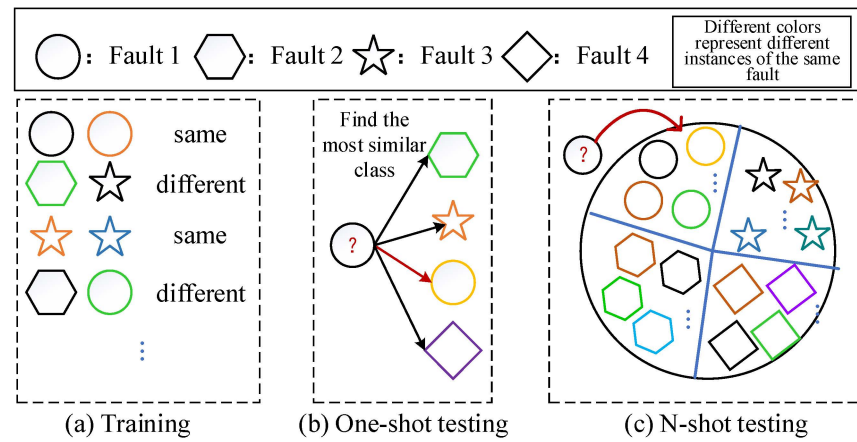 : Fault 1 : Fault 2 : Fault 3 : Fault 4
Different colors
represent different
instances of the same
fault
same
different
same
different
⋮
(a) Training
Find the
most similar
class
?
(b) One-shot testing
?
(c) N-shot testing